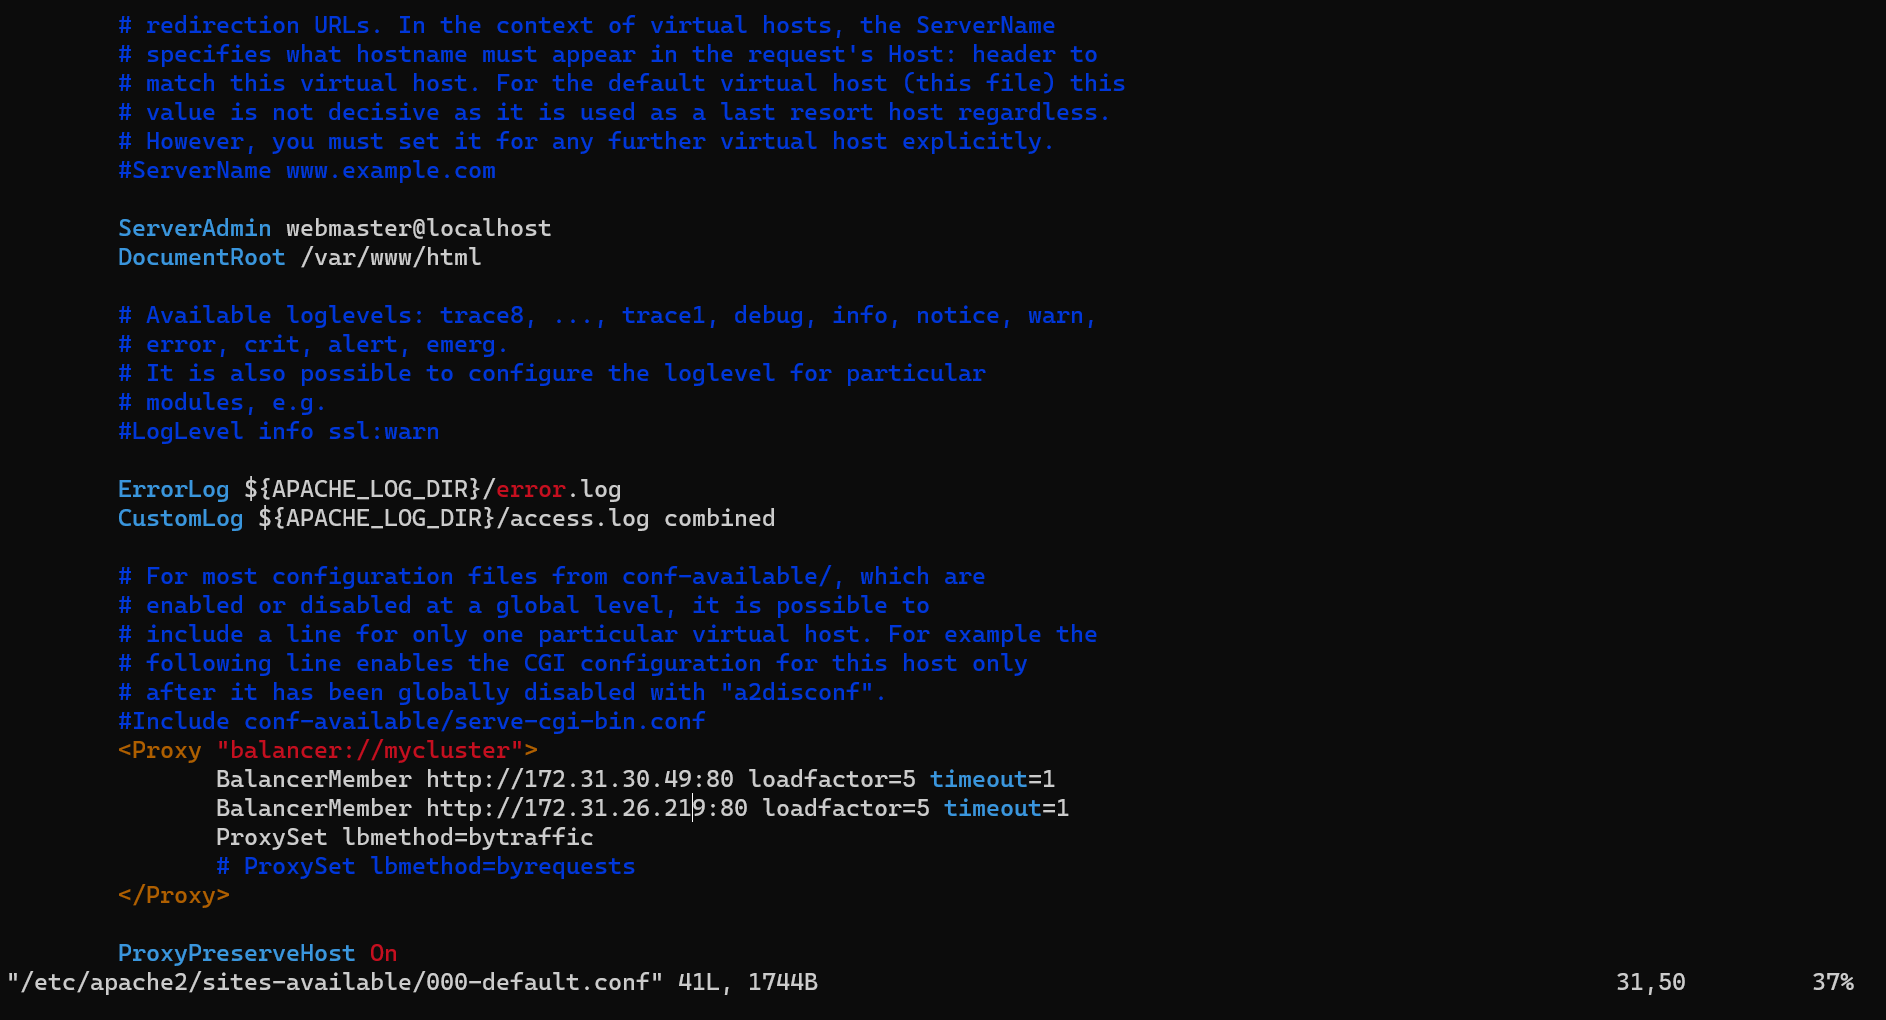 # redirection URLs. In the context of virtual hosts, the ServerName
# specifies what hostname must appear in the request's Host: header to
# match this virtual host. For the default virtual host (this file) this
# value is not decisive as it is used as a last resort host regardless.
# However, you must set it for any further virtual host explicitly.
#ServerName www.example.com
ServerAdmin webmaster@localhost
DocumentRoot /var/www/html
# Available loglevels: trace8, ..., trace1, debug, info, notice, warn,
# error, crit, alert, emerg.
# It is also possible to configure the loglevel for particular
# modules, e.g.
#LogLevel info ssl:warn
ErrorLog ${APACHE_LOG_DIR}/error.log
CustomLog ${APACHE_LOG_DIR}/access.log combined
# For most configuration files from conf-available/, which are
# enabled or disabled at a global level, it is possible to
# include a line for only one particular virtual host. For example the
# following line enables the CGI configuration for this host only
# after it has been globally disabled with "a2disconf".
#Include conf-available/serve-cgi-bin.conf
<Proxy "balancer://mycluster">
BalancerMember http://172.31.30.49:80 loadfactor=5 timeout=1
BalancerMember http://172.31.26.219:80 loadfactor=5 timeout=1
ProxySet lbmethod=bytraffic
# ProxySet lbmethod=byrequests
</Proxy>
ProxyPreserveHost On
"/etc/apache2/sites-available/000-default.conf" 41L, 1744B 31,50 37%